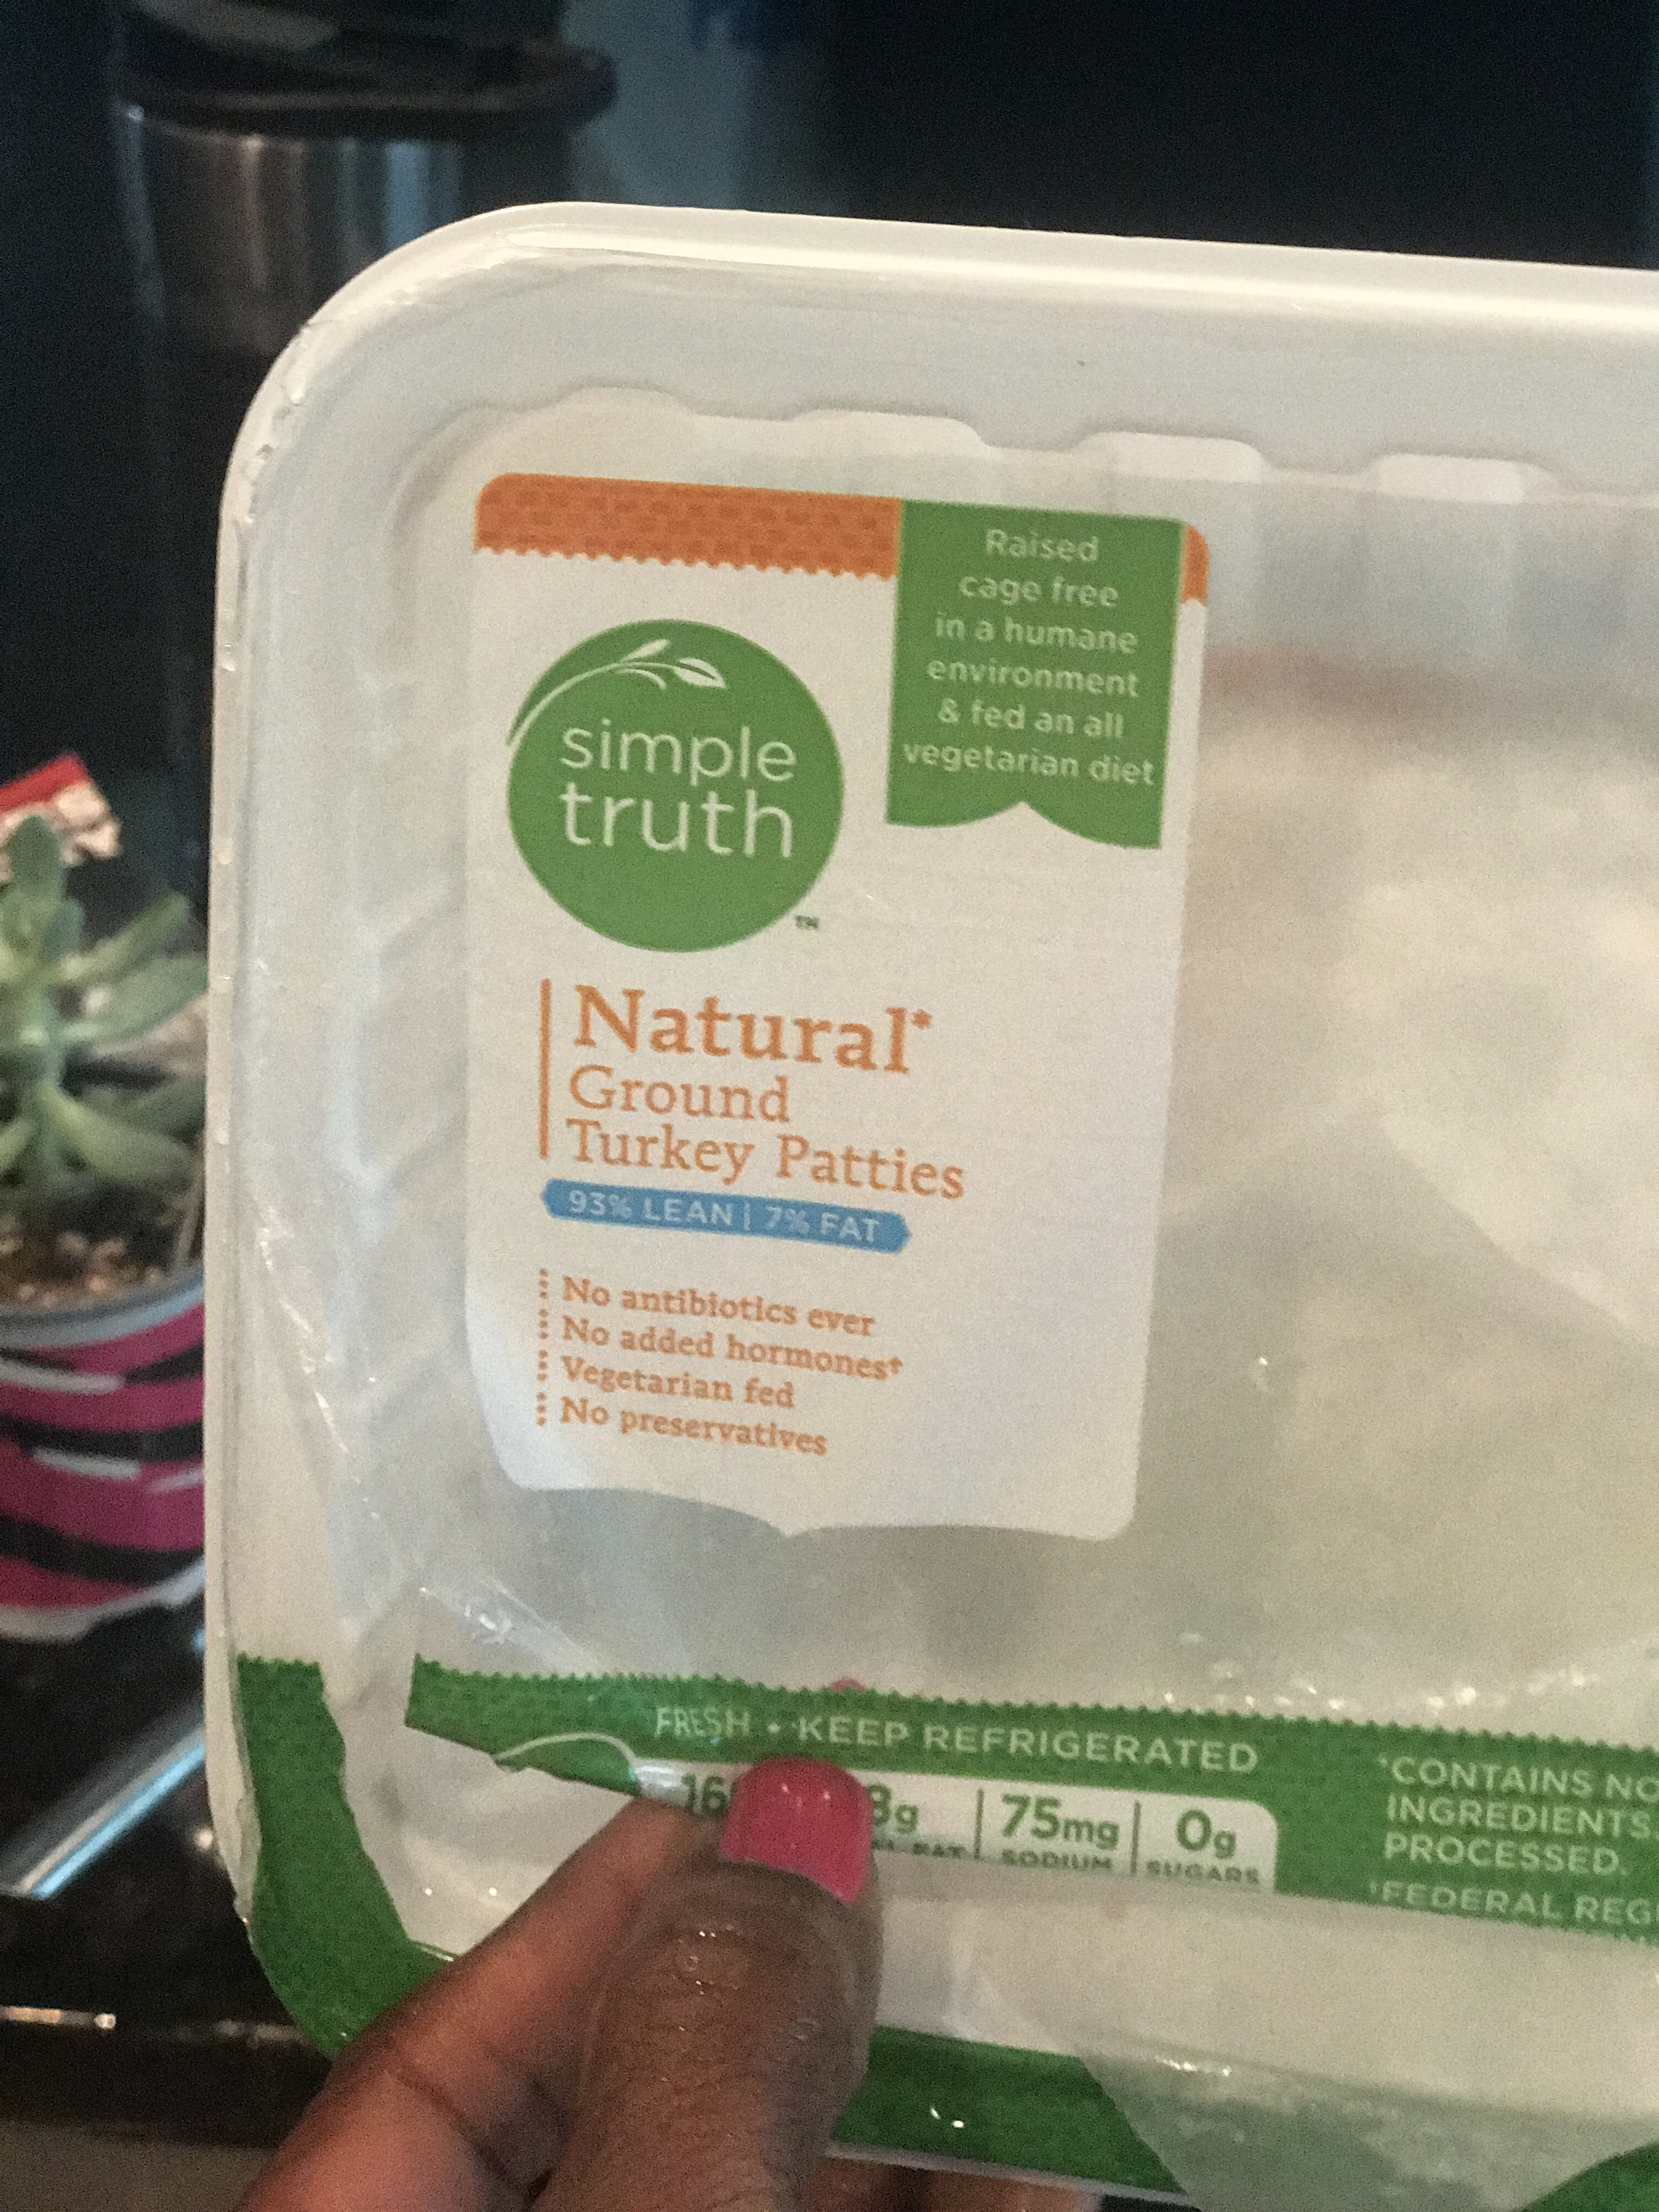 Raised
cage free
in a humane
environment
& fed an all
vegetarian diet
simple
truth
TM
Natural*
Ground
Turkey Patties
93% LEAN | 7% FAT
No antibiotics ever
No added hormones†
Vegetarian fed
No preservatives
FRESH • KEEP REFRIGERATED
75mg
SODIUM
0g
SUGARS
*CONTAINS NO
INGREDIENTS
PROCESSED.
†FEDERAL REG